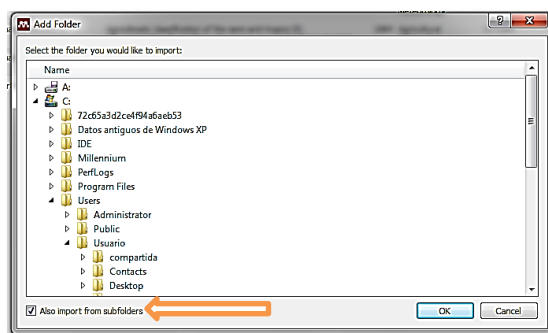 Add Folder
Select the folder you would like to import:
Name
A:
C:
72c65a3d2ce4f94a6aeb53
Datos antiguos de Windows XP
IDE
Millennium
PerfLogs
Program Files
Users
Administrator
Public
Usuario
compartida
Contacts
Desktop
Also import from subfolders
OK Cancel